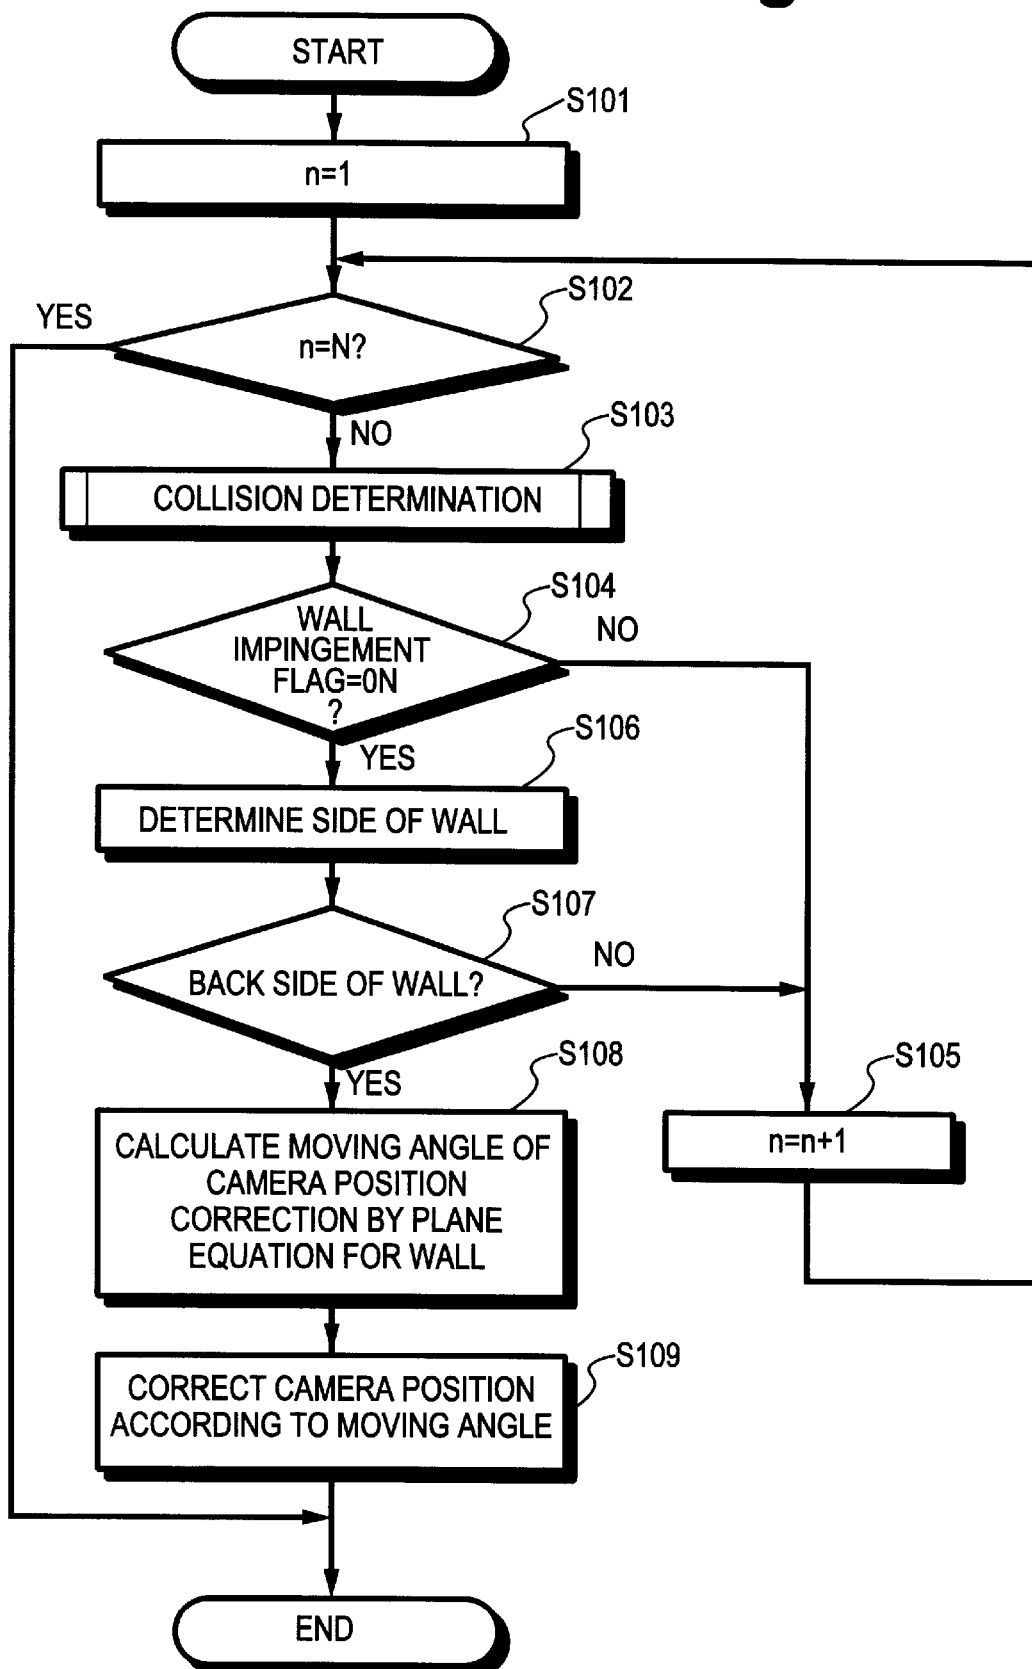 START
S101
n=1
S102
YES
n=N?
NO
S103
COLLISION DETERMINATION
S104
WALL
IMPINGEMENT
FLAG=0N
?
NO
YES
S106
DETERMINE SIDE OF WALL
S107
BACK SIDE OF WALL?
NO
YES
S108
CALCULATE MOVING ANGLE OF
CAMERA POSITION
CORRECTION BY PLANE
EQUATION FOR WALL
S105
n=n+1
S109
CORRECT CAMERA POSITION
ACCORDING TO MOVING ANGLE
END